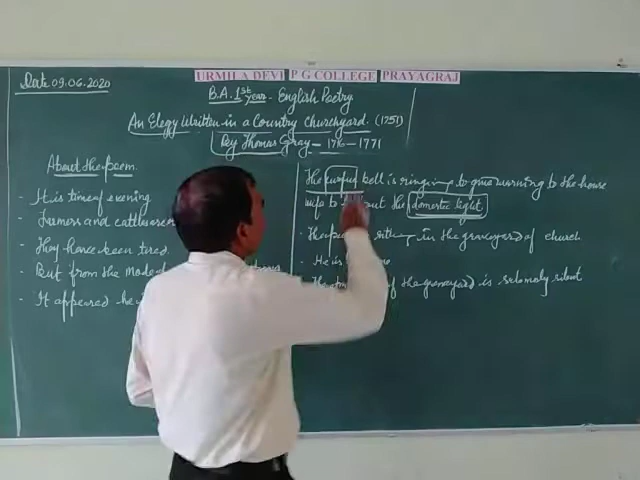 Date 09.06.2020
URMILA DEVI P G COLLEGE PRAYAGRAJ
B.A. 1st year - English Poetry
An Elegy Written in a Country Churchyard. (1751)
By Thomas Gray - 1716 - 1771
About the Poem.
- It is time of evening
- Farmers and
- They have been tired
- But from the
- It appeared
The curfew bell is ringing to give warning to the house
wife to out the domestic light
- The in the graveyard of church
- He is
- The of the graveyard is solemnly silent